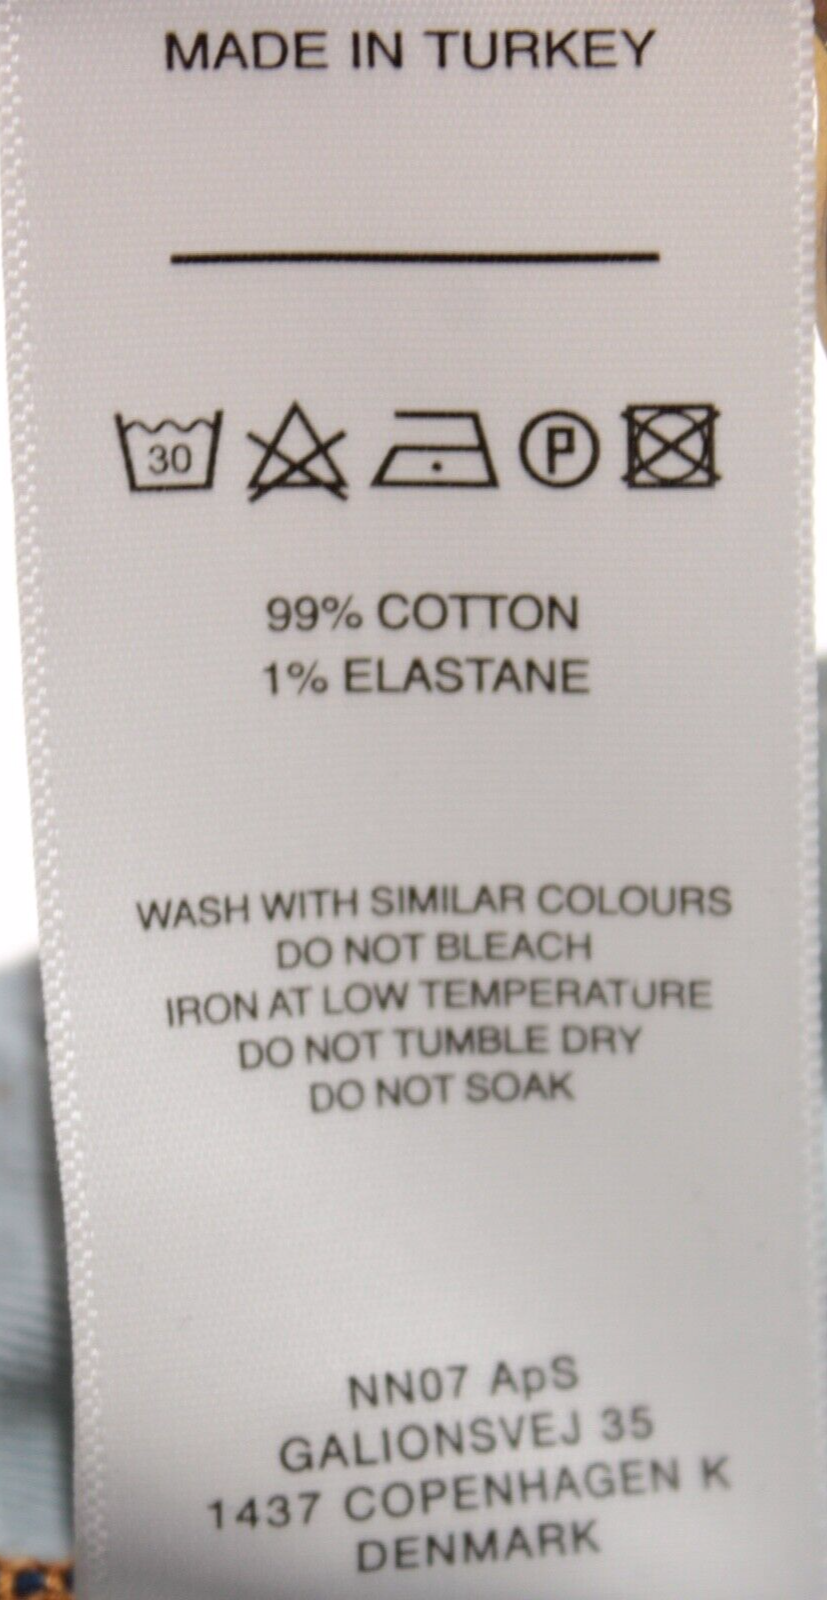 MADE IN TURKEY
30 P
99% COTTON
1% ELASTANE
WASH WITH SIMILAR COLOURS
DO NOT BLEACH
IRON AT LOW TEMPERATURE
DO NOT TUMBLE DRY
DO NOT SOAK
NN07 ApS
GALIONSVEJ 35
1437 COPENHAGEN K
DENMARK